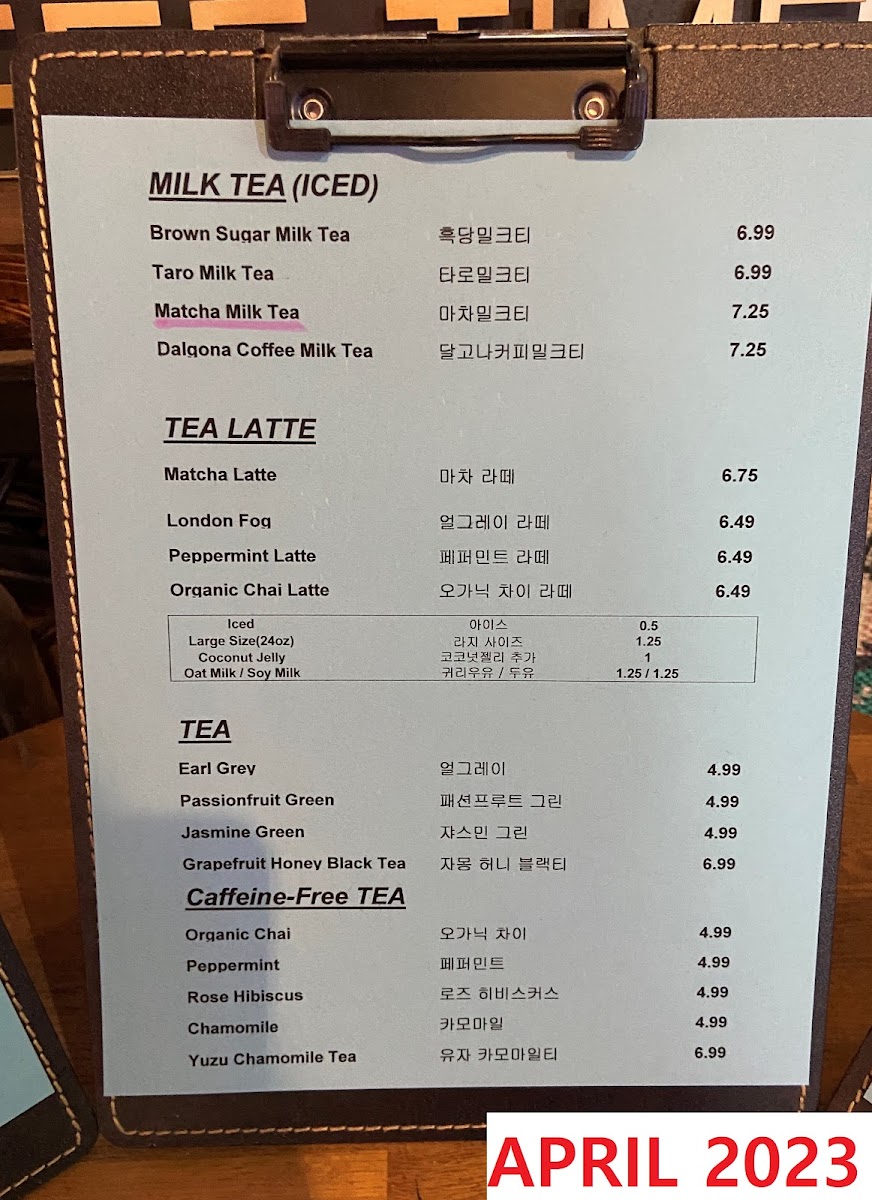 MILK TEA (ICED)
Brown Sugar Milk Tea 흑당밀크티 6.99
Taro Milk Tea 타로밀크티 6.99
Matcha Milk Tea 마차밀크티 7.25
Dalgona Coffee Milk Tea 달고나커피밀크티 7.25
TEA LATTE
Matcha Latte 마차 라떼 6.75
London Fog 얼그레이 라떼 6.49
Peppermint Latte 페퍼민트 라떼 6.49
Organic Chai Latte 오가닉 차이 라떼 6.49
Iced 아이스 0.5
Large Size(24oz) 라지 사이즈 1.25
Coconut Jelly 코코넛젤리 추가 1
Oat Milk / Soy Milk 귀리우유 / 두유 1.25 / 1.25
TEA
Earl Grey 얼그레이 4.99
Passionfruit Green 패션프루트 그린 4.99
Jasmine Green 쟈스민 그린 4.99
Grapefruit Honey Black Tea 자몽 허니 블랙티 6.99
Caffeine-Free TEA
Organic Chai 오가닉 차이 4.99
Peppermint 페퍼민트 4.99
Rose Hibiscus 로즈 히비스커스 4.99
Chamomile 카모마일 4.99
Yuzu Chamomile Tea 유자 카모마일티 6.99
APRIL 2023